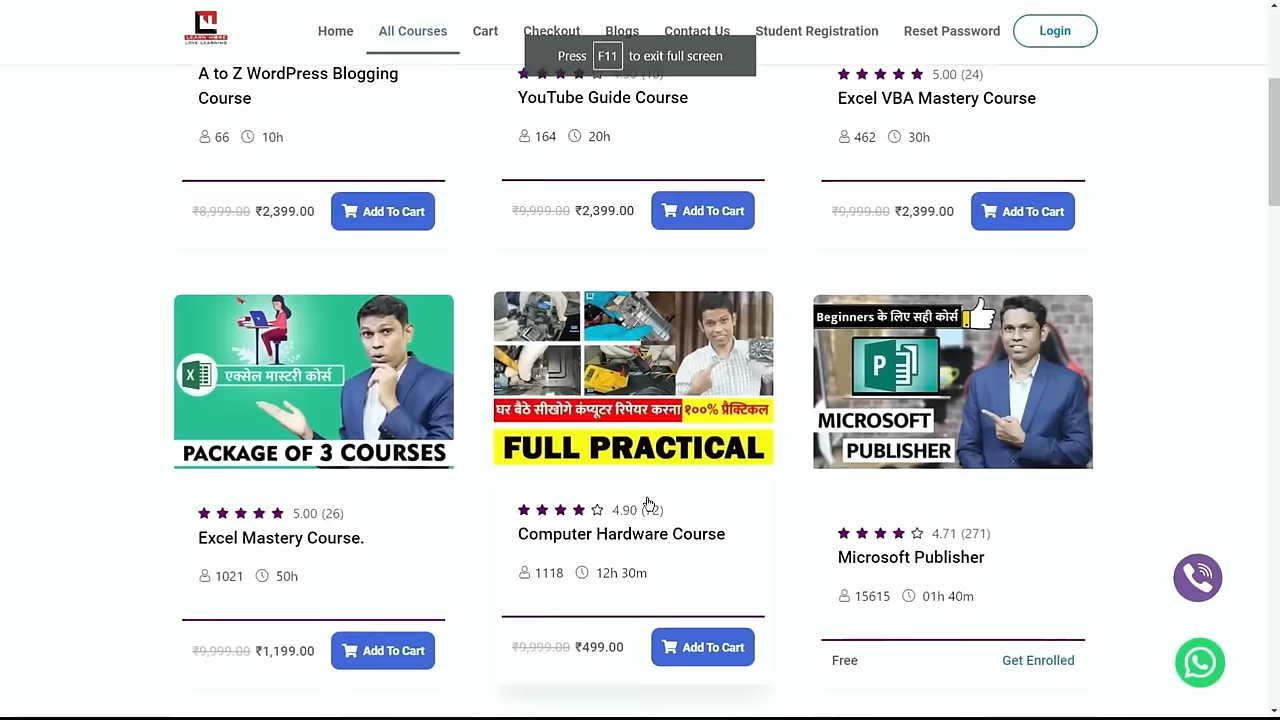 LEARN MORE
LOVE LEARNING
Home
All Courses
Cart
Checkout
Blogs
Contact Us
Student Registration
Reset Password
Login
Press F11 to exit full screen
A to Z WordPress Blogging
Course
66 10h
₹8,999.00 ₹2,399.00 Add To Cart
YouTube Guide Course
164 20h
₹9,999.00 ₹2,399.00 Add To Cart
5.00 (24)
Excel VBA Mastery Course
462 30h
₹9,999.00 ₹2,399.00 Add To Cart
X एक्सेल मास्टरी कोर्स
PACKAGE OF 3 COURSES
5.00 (26)
Excel Mastery Course.
1021 50h
₹9,999.00 ₹1,199.00 Add To Cart
घर बैठे सीखोगे कंप्यूटर रिपेयर करना १००% प्रैक्टिकल
FULL PRACTICAL
4.90
Computer Hardware Course
1118 12h 30m
₹9,999.00 ₹499.00 Add To Cart
Beginners के लिए सही कोर्स
P
MICROSOFT
PUBLISHER
4.71 (271)
Microsoft Publisher
15615 01h 40m
Free Get Enrolled